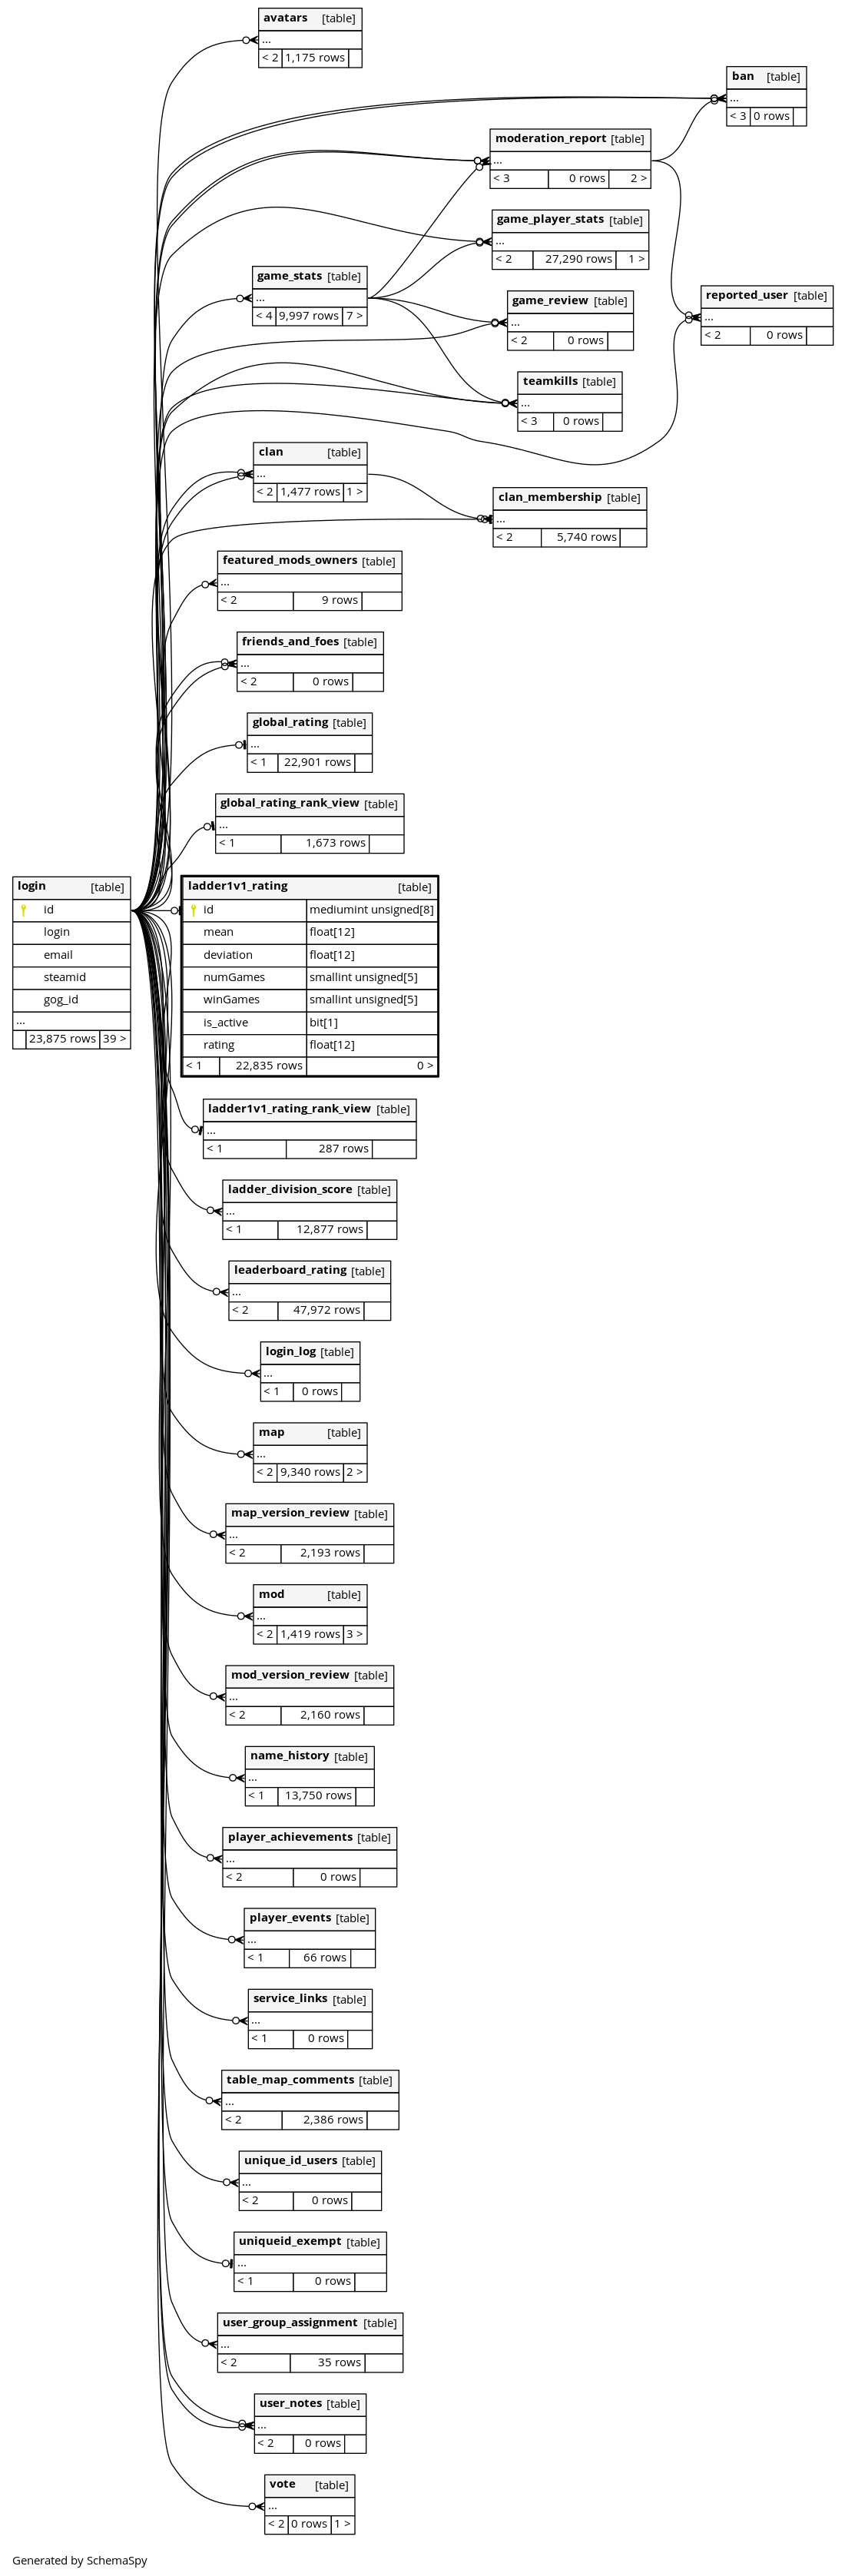 avatars [table]
...
< 2 1,175 rows
ban [table]
...
< 3 0 rows
moderation_report [table]
...
< 3 0 rows 2 >
game_player_stats [table]
...
< 2 27,290 rows 1 >
game_stats [table]
...
< 4 9,997 rows 7 >
reported_user [table]
...
< 2 0 rows
game_review [table]
...
< 2 0 rows
teamkills [table]
...
< 3 0 rows
clan [table]
...
< 2 1,477 rows 1 >
clan_membership [table]
...
< 2 5,740 rows
featured_mods_owners [table]
...
< 2 9 rows
friends_and_foes [table]
...
< 2 0 rows
global_rating [table]
...
< 1 22,901 rows
global_rating_rank_view [table]
...
< 1 1,673 rows
login [table]
id
login
email
steamid
gog_id
...
23,875 rows 39 >
ladder1v1_rating [table]
id mediumint unsigned[8]
mean float[12]
deviation float[12]
numGames smallint unsigned[5]
winGames smallint unsigned[5]
is_active bit[1]
rating float[12]
< 1 22,835 rows 0 >
ladder1v1_rating_rank_view [table]
...
< 1 287 rows
ladder_division_score [table]
...
< 1 12,877 rows
leaderboard_rating [table]
...
< 2 47,972 rows
login_log [table]
...
< 1 0 rows
map [table]
...
< 2 9,340 rows 2 >
map_version_review [table]
...
< 2 2,193 rows
mod [table]
...
< 2 1,419 rows 3 >
mod_version_review [table]
...
< 2 2,160 rows
name_history [table]
...
< 1 13,750 rows
player_achievements [table]
...
< 2 0 rows
player_events [table]
...
< 1 66 rows
service_links [table]
...
< 1 0 rows
table_map_comments [table]
...
< 2 2,386 rows
unique_id_users [table]
...
< 2 0 rows
uniqueid_exempt [table]
...
< 1 0 rows
user_group_assignment [table]
...
< 2 35 rows
user_notes [table]
...
< 2 0 rows
vote [table]
...
< 2 0 rows 1 >
Generated by SchemaSpy